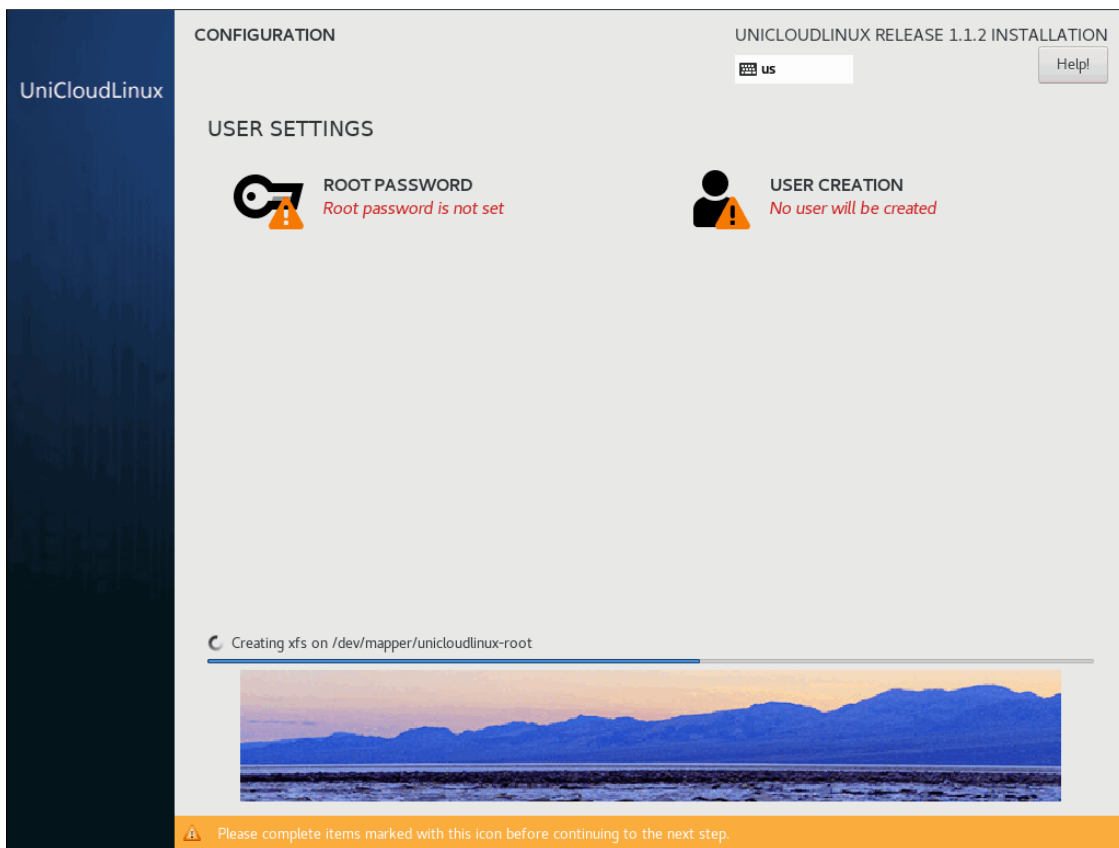 CONFIGURATION
UNICLOUDLINUX RELEASE 1.1.2 INSTALLATION
us
Help!
UniCloudLinux
USER SETTINGS
ROOT PASSWORD
Root password is not set
USER CREATION
No user will be created
Creating xfs on /dev/mapper/unicloudlinux-root
Please complete items marked with this icon before continuing to the next step.